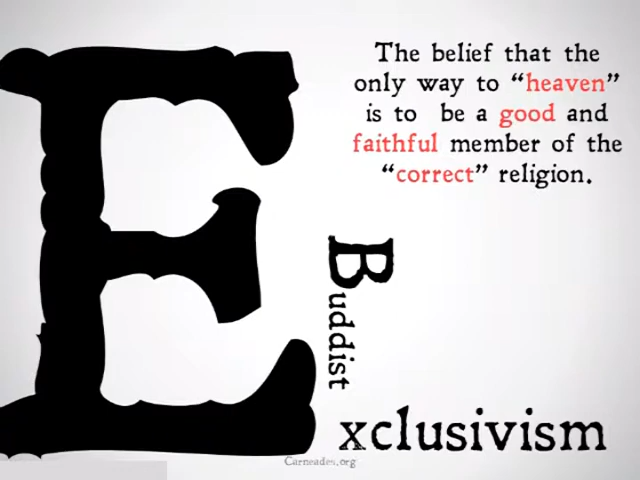 The belief that the
only way to “heaven”
is to be a good and
faithful member of the
“correct” religion.
Buddist
Exclusivism
Carneades.org